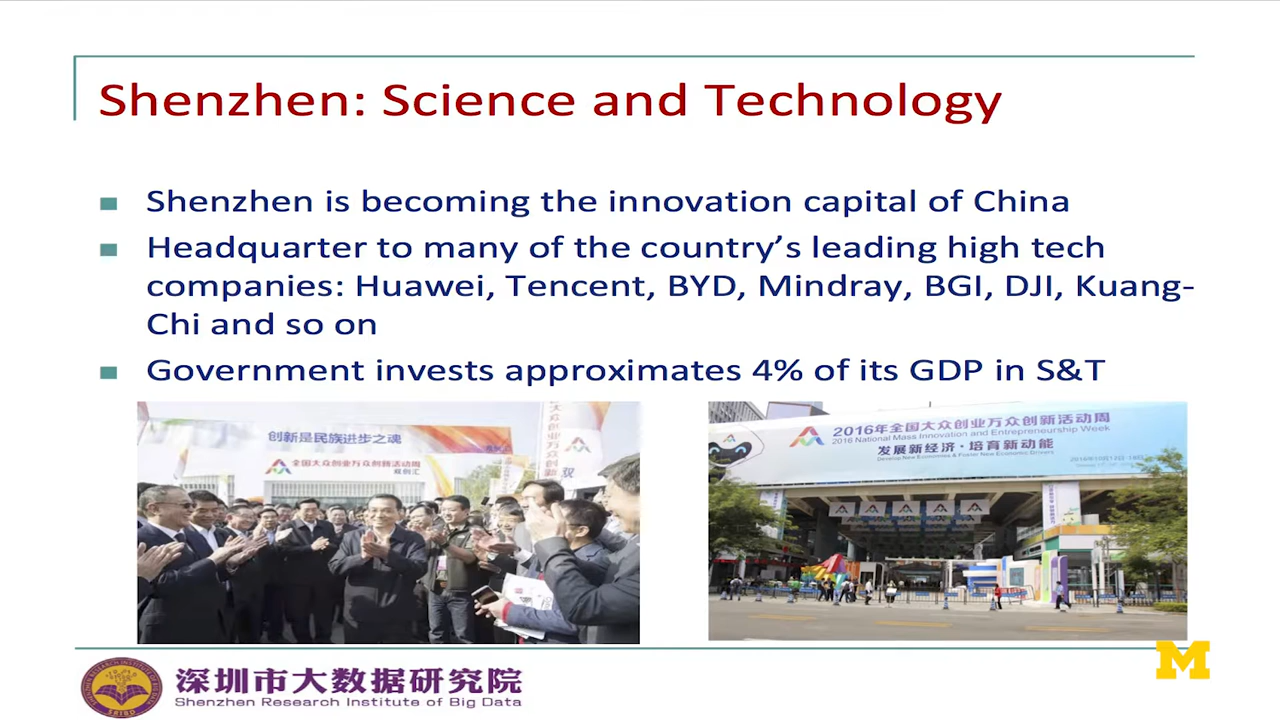 Shenzhen: Science and Technology
Shenzhen is becoming the innovation capital of China
Headquarter to many of the country’s leading high tech
companies: Huawei, Tencent, BYD, Mindray, BGI, DJI, Kuang-
Chi and so on
Government invests approximates 4% of its GDP in S&T
创新是民族进步之魂
全国大众创业万众创新活动周
双创汇
双
2016年全国大众创业万众创新活动周
2016 National Mass Innovation and Entrepreneurship Week
发展新经济·培育新动能
Develop New Economies & Foster New Economic Drivers
深圳市大数据研究院
Shenzhen Research Institute of Big Data
M